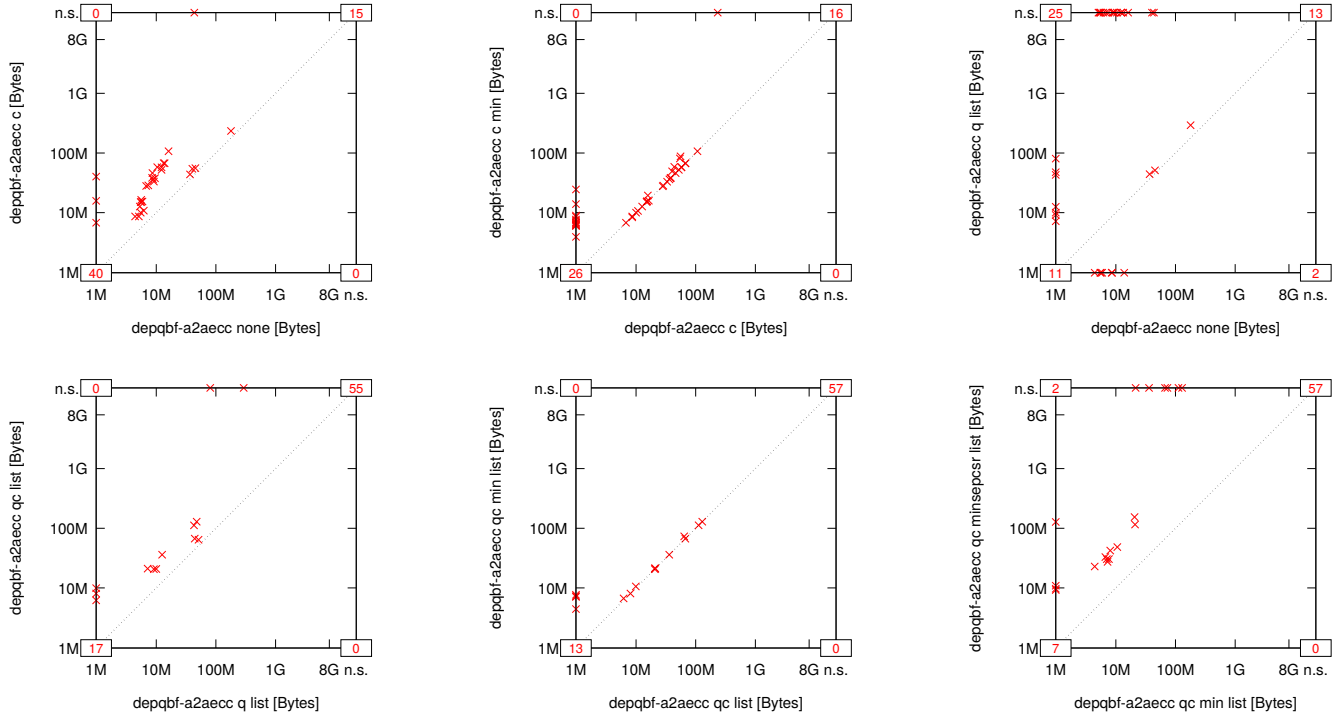 n.s. 0 15
8G
1G
100M
10M
1M 40 0
1M 10M 100M 1G 8G n.s.
depqbf-a2aecc c [Bytes]
depqbf-a2aecc none [Bytes]
n.s. 0 16
8G
1G
100M
10M
1M 26 0
1M 10M 100M 1G 8G n.s.
depqbf-a2aecc c min [Bytes]
depqbf-a2aecc c [Bytes]
n.s. 25 13
8G
1G
100M
10M
1M 11 2
1M 10M 100M 1G 8G n.s.
depqbf-a2aecc q list [Bytes]
depqbf-a2aecc none [Bytes]
n.s. 0 55
8G
1G
100M
10M
1M 17 0
1M 10M 100M 1G 8G n.s.
depqbf-a2aecc qc list [Bytes]
depqbf-a2aecc q list [Bytes]
n.s. 0 57
8G
1G
100M
10M
1M 13 0
1M 10M 100M 1G 8G n.s.
depqbf-a2aecc qc min list [Bytes]
depqbf-a2aecc qc list [Bytes]
n.s. 2 57
8G
1G
100M
10M
1M 7 0
1M 10M 100M 1G 8G n.s.
depqbf-a2aecc qc minsepcsr list [Bytes]
depqbf-a2aecc qc min list [Bytes]